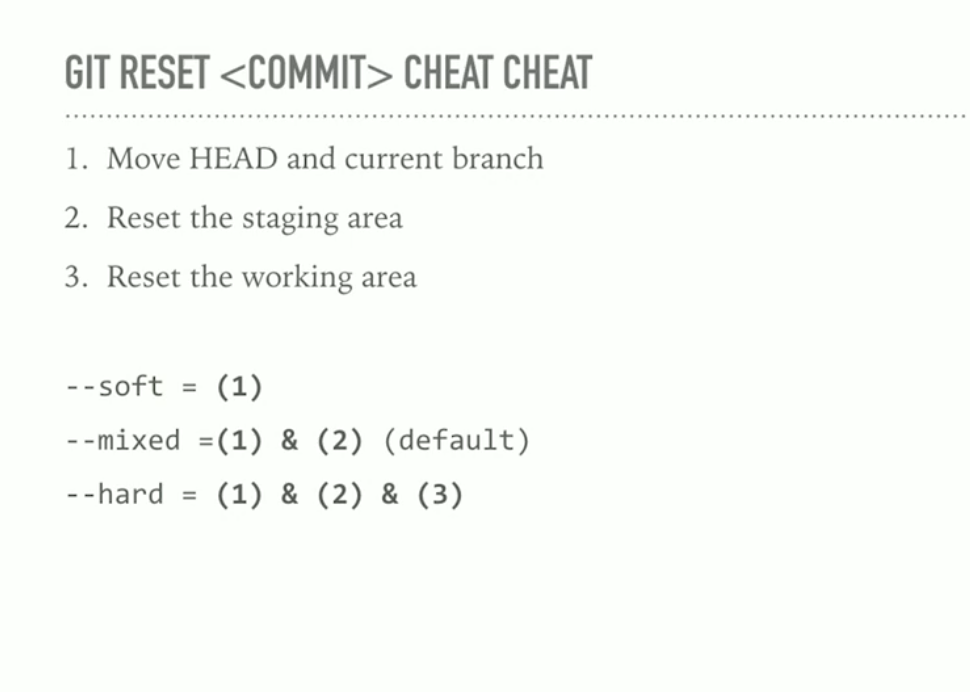 GIT RESET <COMMIT> CHEAT CHEAT
1. Move HEAD and current branch
2. Reset the staging area
3. Reset the working area
--soft = (1)
--mixed =(1) & (2) (default)
--hard = (1) & (2) & (3)